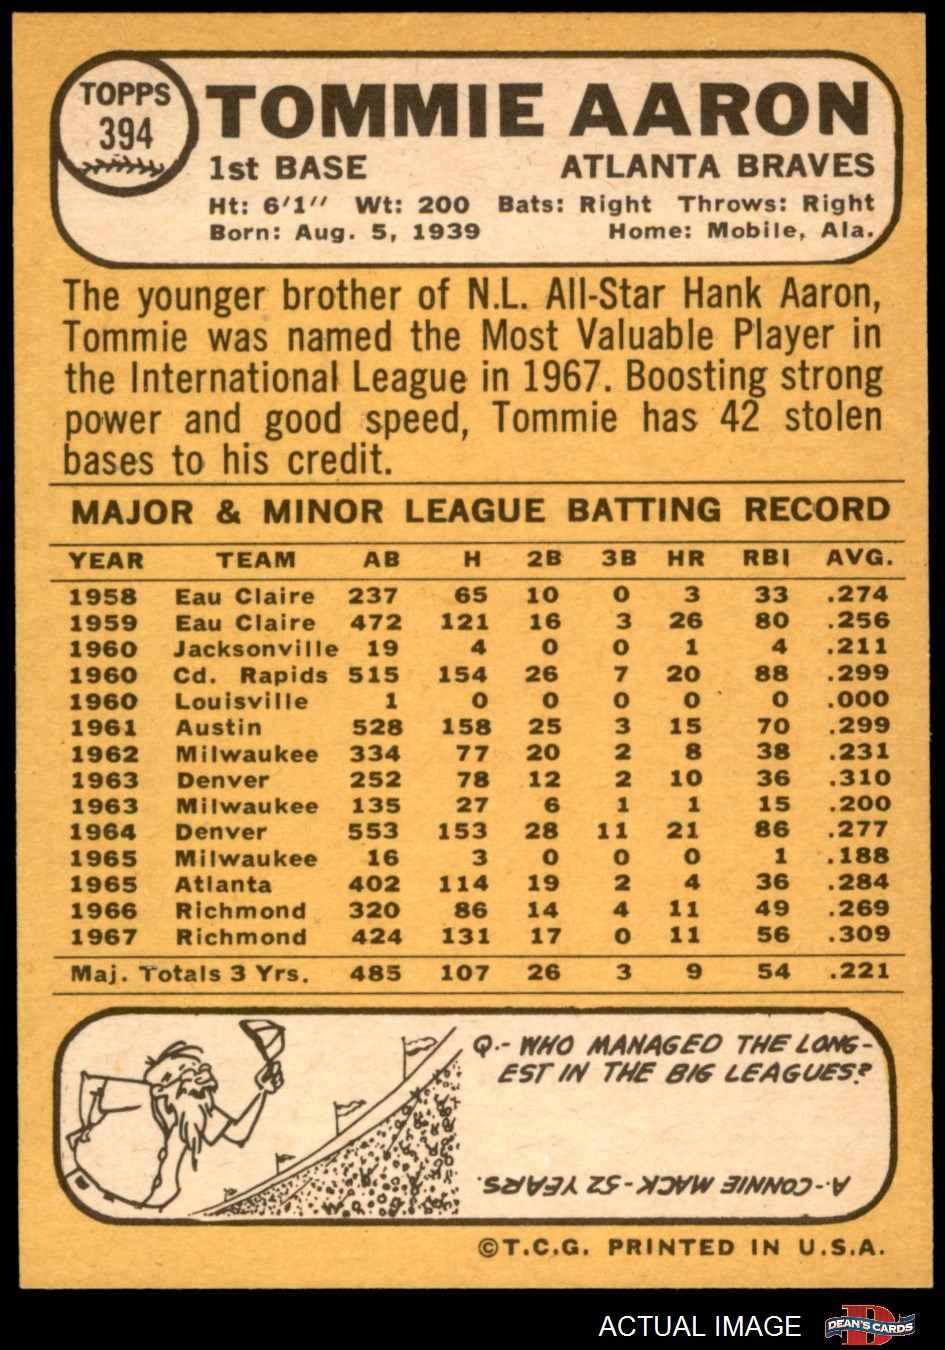 TOPPS
394
TOMMIE AARON
1st BASE ATLANTA BRAVES
Ht: 6'1" Wt: 200 Bats: Right Throws: Right
Born: Aug. 5, 1939 Home: Mobile, Ala.
The younger brother of N.L. All-Star Hank Aaron,
Tommie was named the Most Valuable Player in
the International League in 1967. Boosting strong
power and good speed, Tommie has 42 stolen
bases to his credit.
MAJOR & MINOR LEAGUE BATTING RECORD
YEAR TEAM AB H 2B 3B HR RBI AVG.
1958 Eau Claire 237 65 10 0 3 33 .274
1959 Eau Claire 472 121 16 3 26 80 .256
1960 Jacksonville 19 4 0 0 1 4 .211
1960 Cd. Rapids 515 154 26 7 20 88 .299
1960 Louisville 1 0 0 0 0 0 .000
1961 Austin 528 158 25 3 15 70 .299
1962 Milwaukee 334 77 20 2 8 38 .231
1963 Denver 252 78 12 2 10 36 .310
1963 Milwaukee 135 27 6 1 1 15 .200
1964 Denver 553 153 28 11 21 86 .277
1965 Milwaukee 16 3 0 0 0 1 .188
1965 Atlanta 402 114 19 2 4 36 .284
1966 Richmond 320 86 14 4 11 49 .269
1967 Richmond 424 131 17 0 11 56 .309
Maj. Totals 3 Yrs. 485 107 26 3 9 54 .221
Q.- WHO MANAGED THE LONG-
EST IN THE BIG LEAGUES?
A-CONNIE MACK-52 YEARS.
©T.C.G. PRINTED IN U.S.A.
ACTUAL IMAGE
D
DEAN'S CARDS